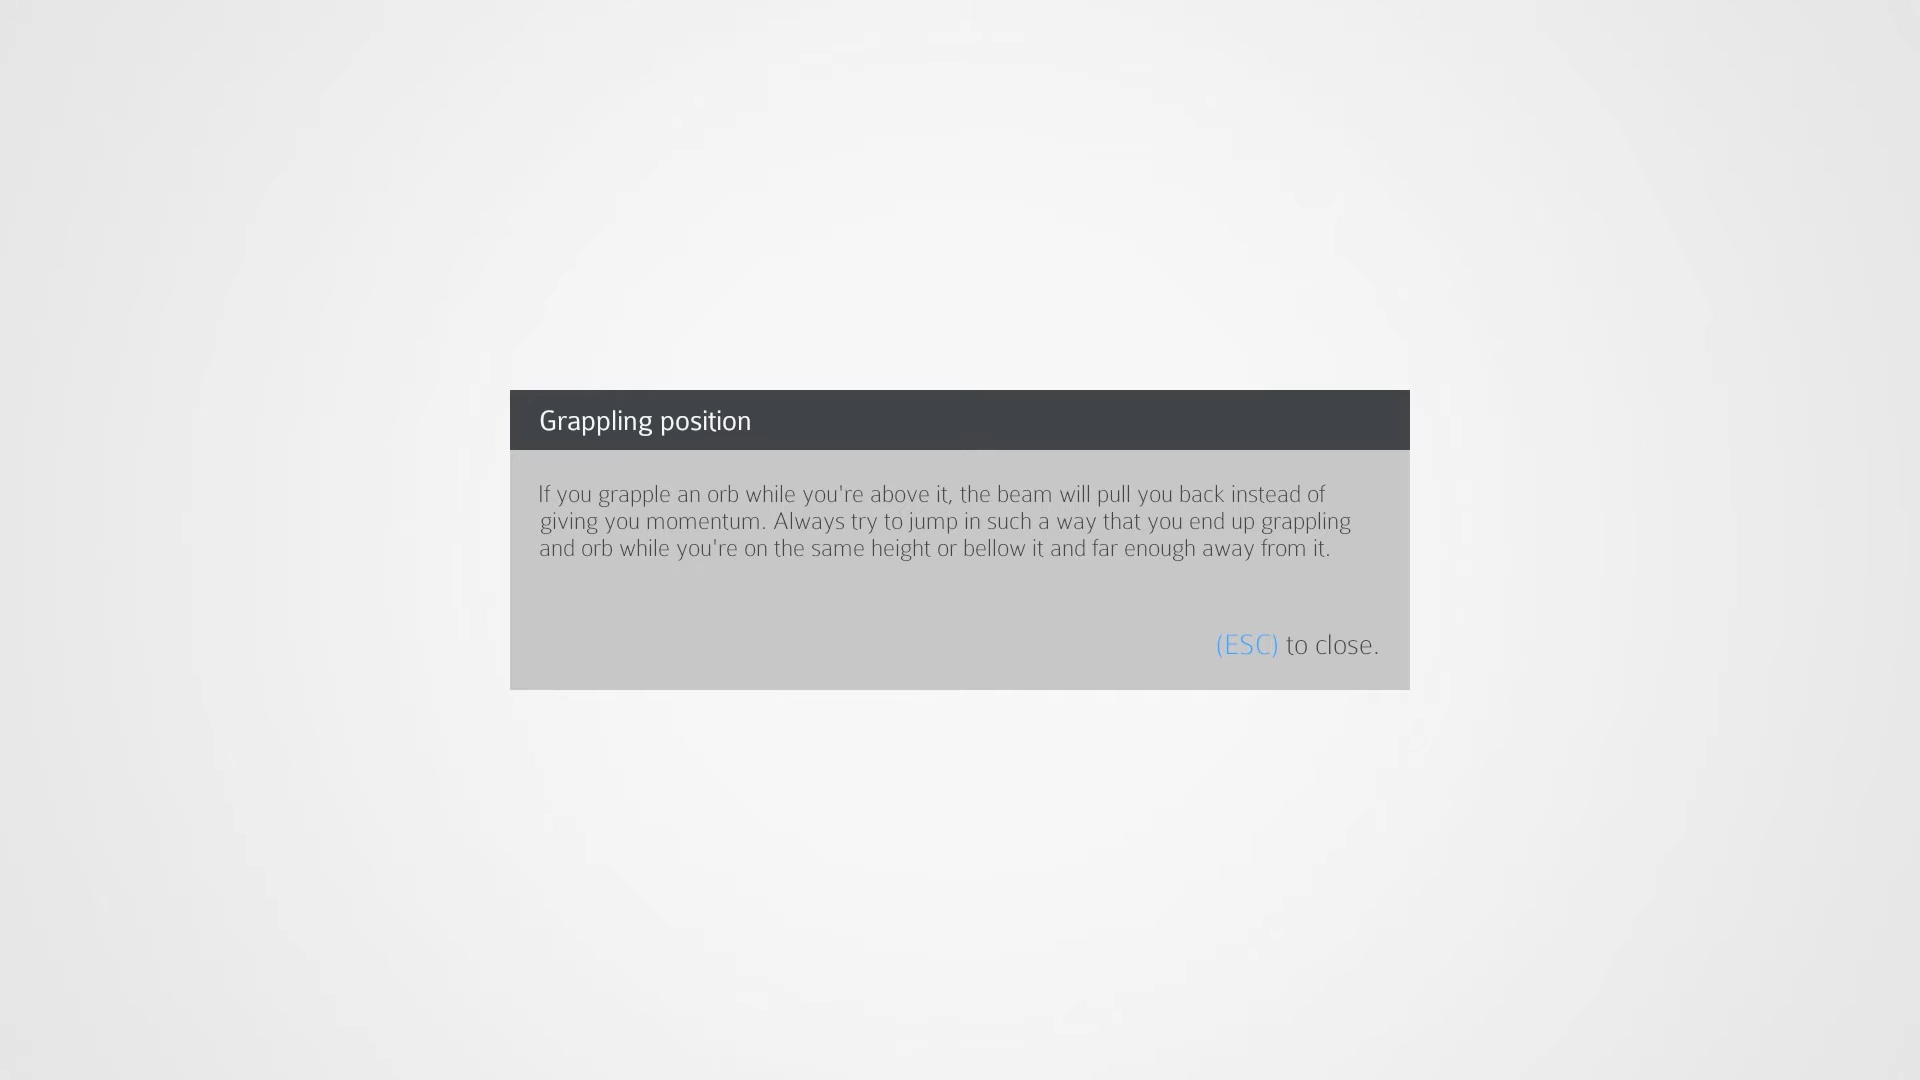 Grappling position
If you grapple an orb while you're above it, the beam will pull you back instead of
giving you momentum. Always try to jump in such a way that you end up grappling
and orb while you're on the same height or bellow it and far enough away from it.
(ESC) to close.